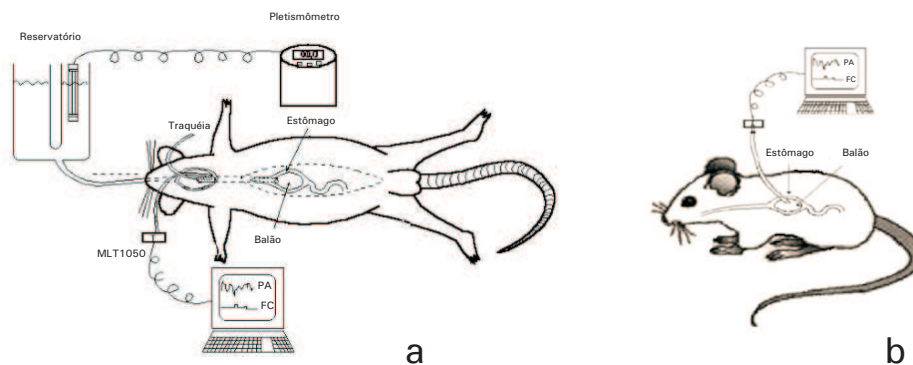 Pletismômetro
Reservatório
Traquéia
Estômago
Balão
MLT1050
PA
FC
a
PA
FC
Estômago
Balão
b